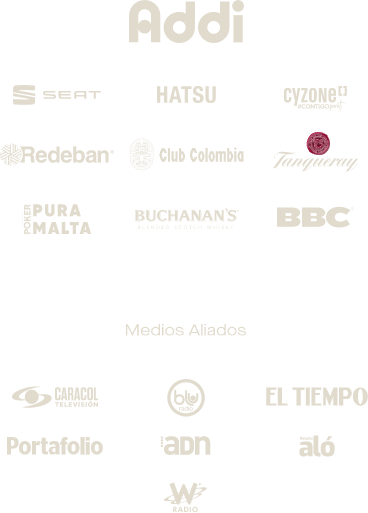 Addi
SEAT
HATSU
cyzone
#CONTIGO
Redeban
Club Colombia
Tanqueray
POKER
PURA
MALTA
BUCHANAN'S
BLENDED SCOTCH WHISKY
BBC
Medios Aliados
CARACOL
TELEVISIÓN
blu
radio
EL TIEMPO
Portafolio
ADN
aló
W
RADIO